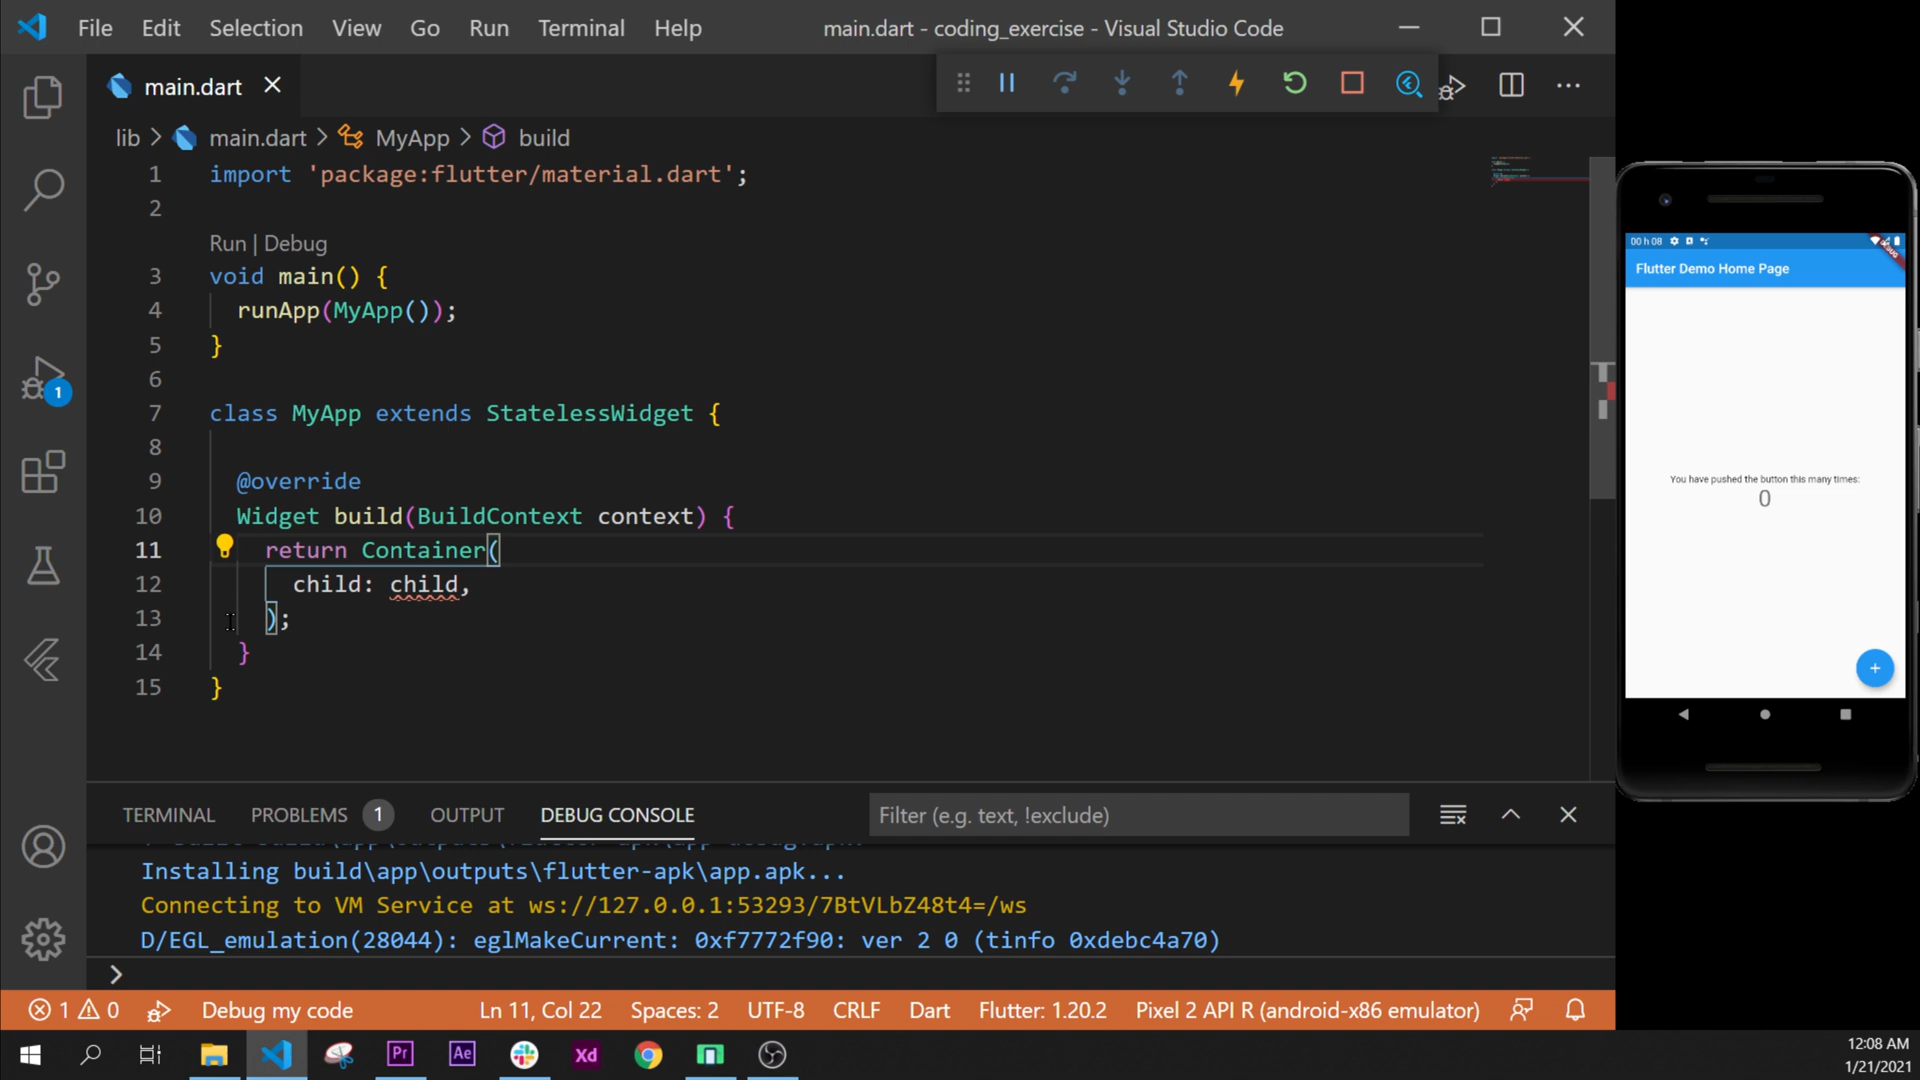 File Edit Selection View Go Run Terminal Help
main.dart - coding_exercise - Visual Studio Code
main.dart
lib > main.dart > MyApp > build
1 import 'package:flutter/material.dart';
2
Run | Debug
3 void main() {
4 runApp(MyApp());
5 }
6
7 class MyApp extends StatelessWidget {
8
9 @override
10 Widget build(BuildContext context) {
11 return Container(
12 child: child,
13 );
14 }
15 }
1
TERMINAL PROBLEMS 1 OUTPUT DEBUG CONSOLE
Filter (e.g. text, !exclude)
Installing build\app\outputs\flutter-apk\app.apk...
Connecting to VM Service at ws://127.0.0.1:53293/7BtVLbZ48t4=/ws
D/EGL_emulation(28044): eglMakeCurrent: 0xf7772f90: ver 2 0 (tinfo 0xdebc4a70)
>
1 0 Debug my code Ln 11, Col 22 Spaces: 2 UTF-8 CRLF Dart Flutter: 1.20.2 Pixel 2 API R (android-x86 emulator)
Pr Ae Xd
12:08 AM
1/21/2021
00 h 08
DEBUG
Flutter Demo Home Page
You have pushed the button this many times:
0
+